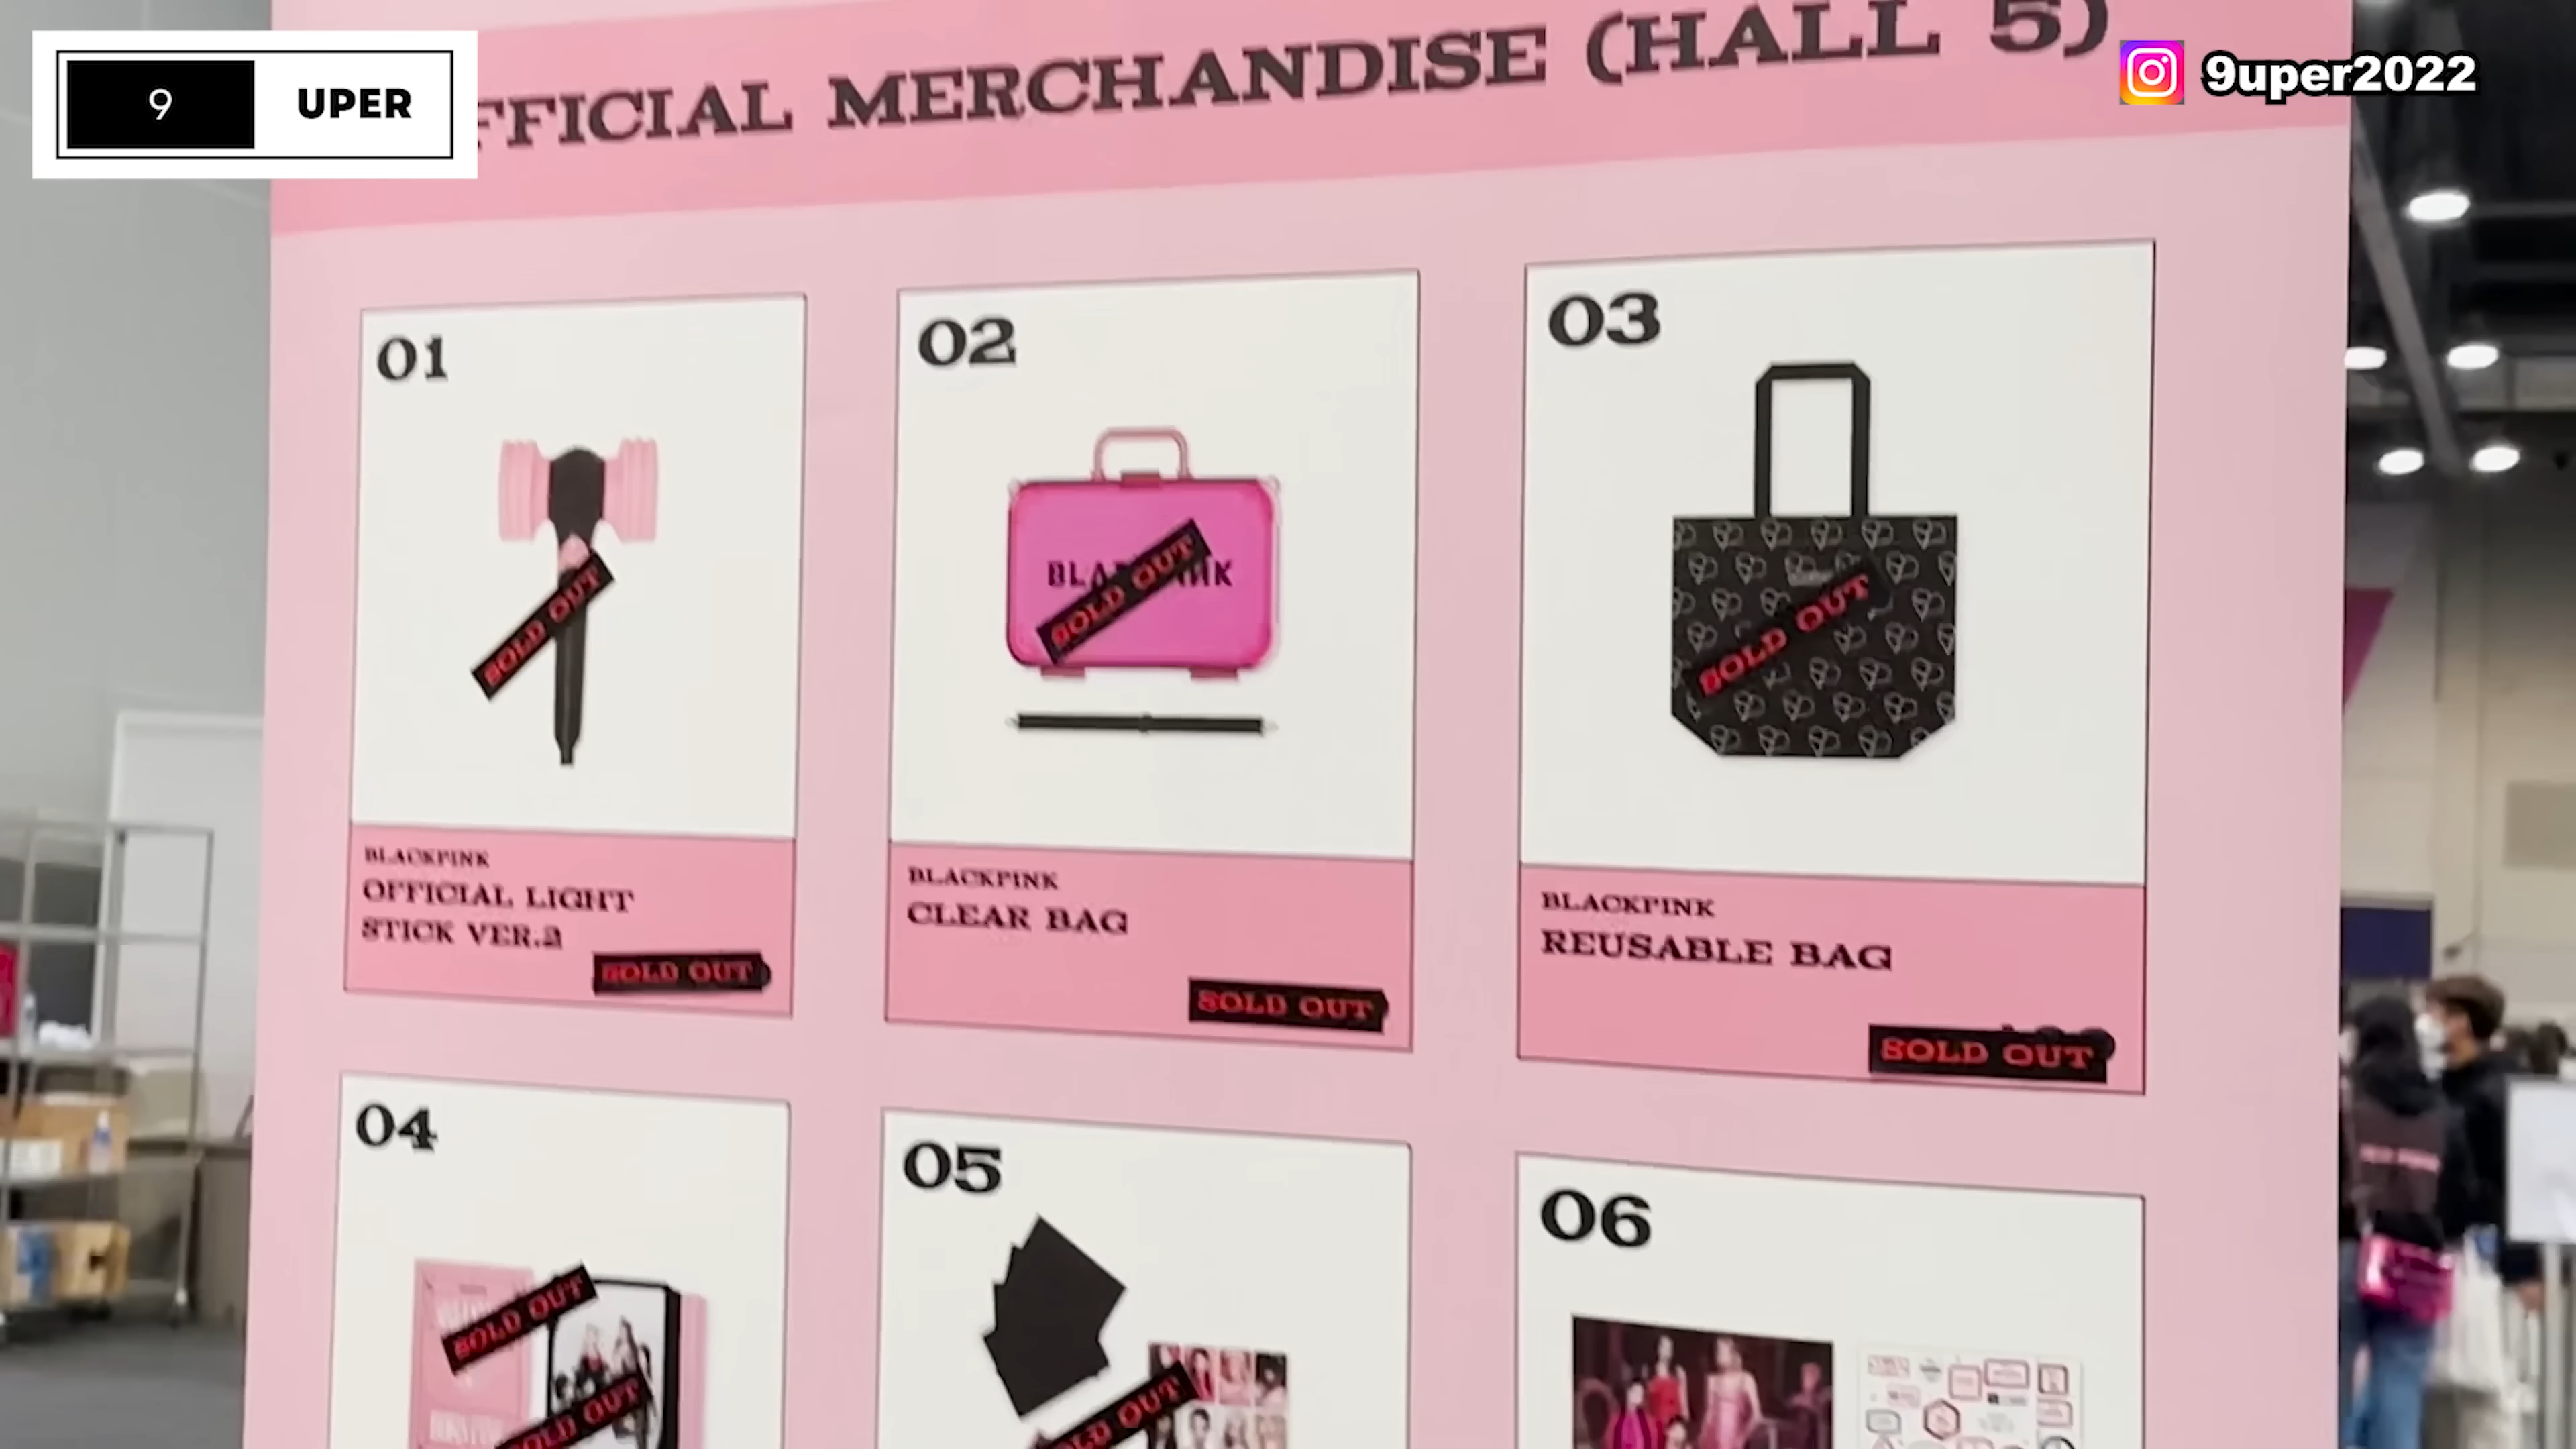 9 UPER
9uper2022
FFICIAL MERCHANDISE (HALL 5)
01
SOLD OUT
BLACKPINK
OFFICIAL LIGHT
STICK VER.2
SOLD OUT
02
SOLD OUT
BLACKPINK
CLEAR BAG
SOLD OUT
03
SOLD OUT
BLACKPINK
REUSABLE BAG
SOLD OUT
04
SOLD OUT
SOLD OUT
05
SOLD OUT
06